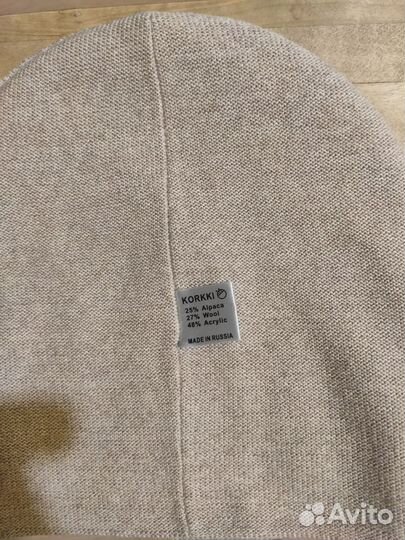 KORKKI
25% Alpaca
27% Wool
48% Acrylic
MADE IN RUSSIA
Avito